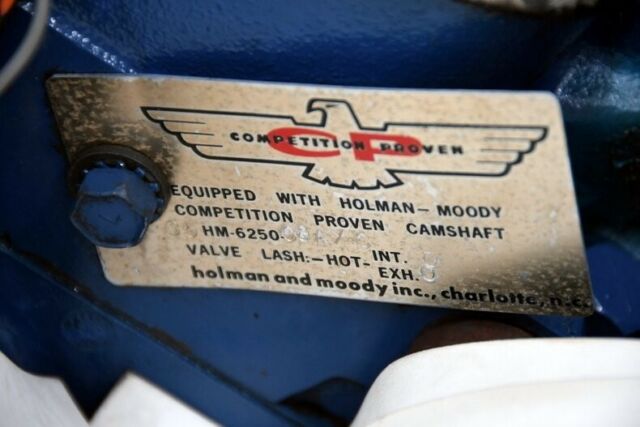 COMPETITION PROVEN
CP
EQUIPPED WITH HOLMAN-MOODY
COMPETITION PROVEN CAMSHAFT
HM-6250-
VALVE LASH:-HOT- INT.
EXH.
holman and moody inc., charlotte, n.c.